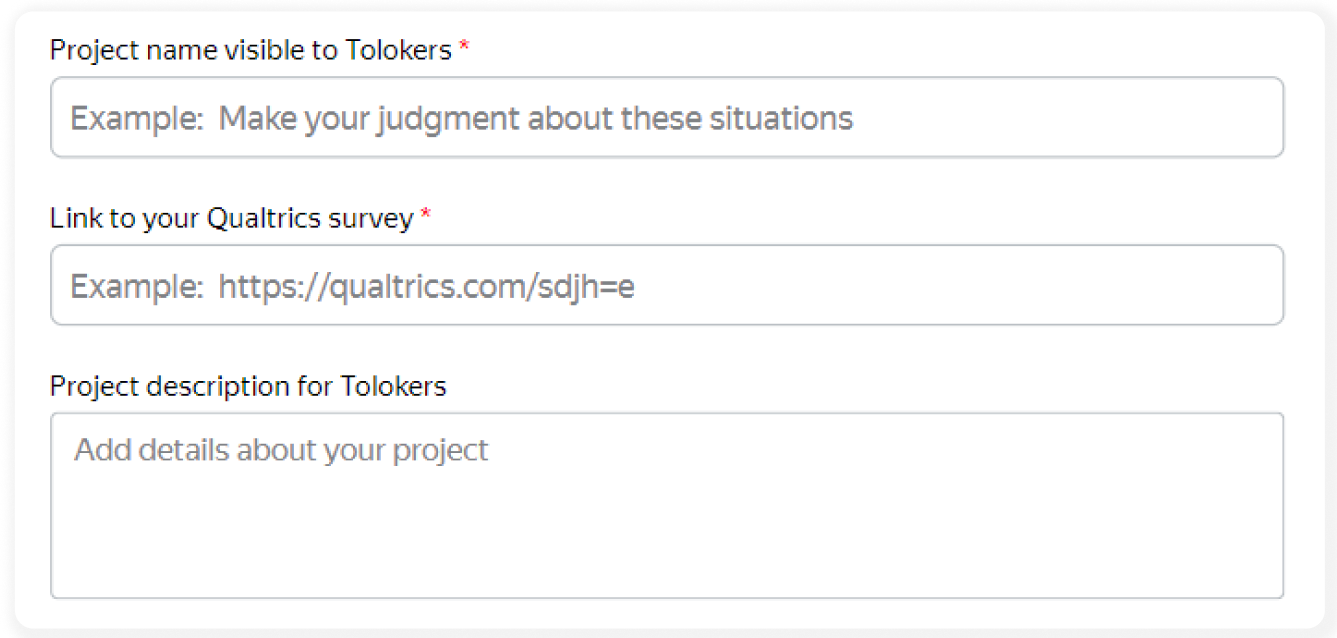 Project name visible to Tolokers *
Example: Make your judgment about these situations
Link to your Qualtrics survey *
Example: https://qualtrics.com/sdjh=e
Project description for Tolokers
Add details about your project